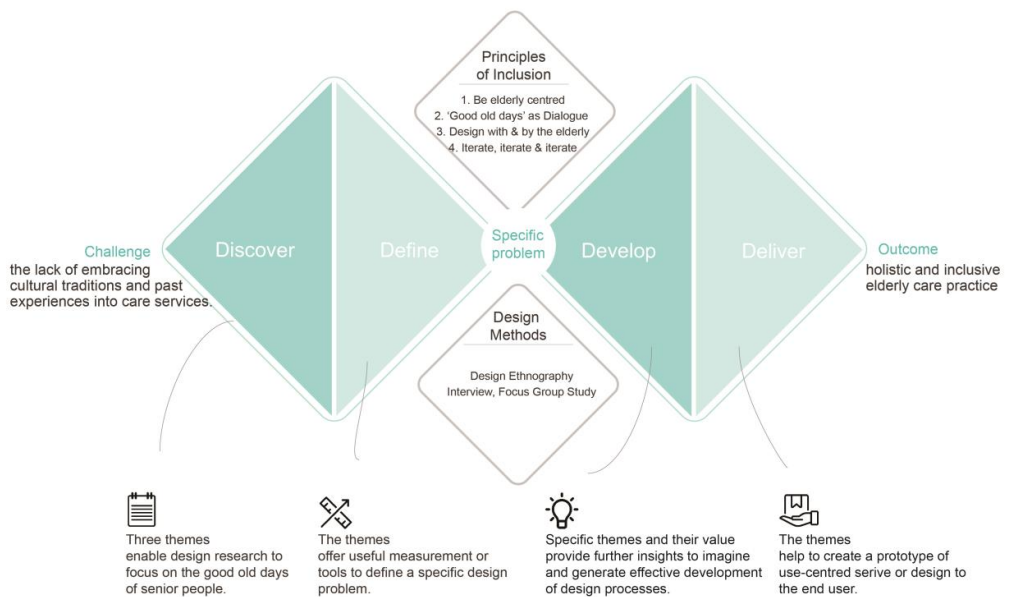 Principles
of Inclusion
1. Be elderly centred
2. ‘Good old days’ as Dialogue
3. Design with & by the elderly
4. Iterate, iterate & iterate
Challenge
the lack of embracing
cultural traditions and past
experiences into care services.
Discover
Define
Specific
problem
Develop
Deliver
Outcome
holistic and inclusive
elderly care practice
Design
Methods
Design Ethnography
Interview, Focus Group Study
Three themes
enable design research to
focus on the good old days
of senior people.
The themes
offer useful measurement or
tools to define a specific design
problem.
Specific themes and their value
provide further insights to imagine
and generate effective development
of design processes.
The themes
help to create a prototype of
use-centred serive or design to
the end user.